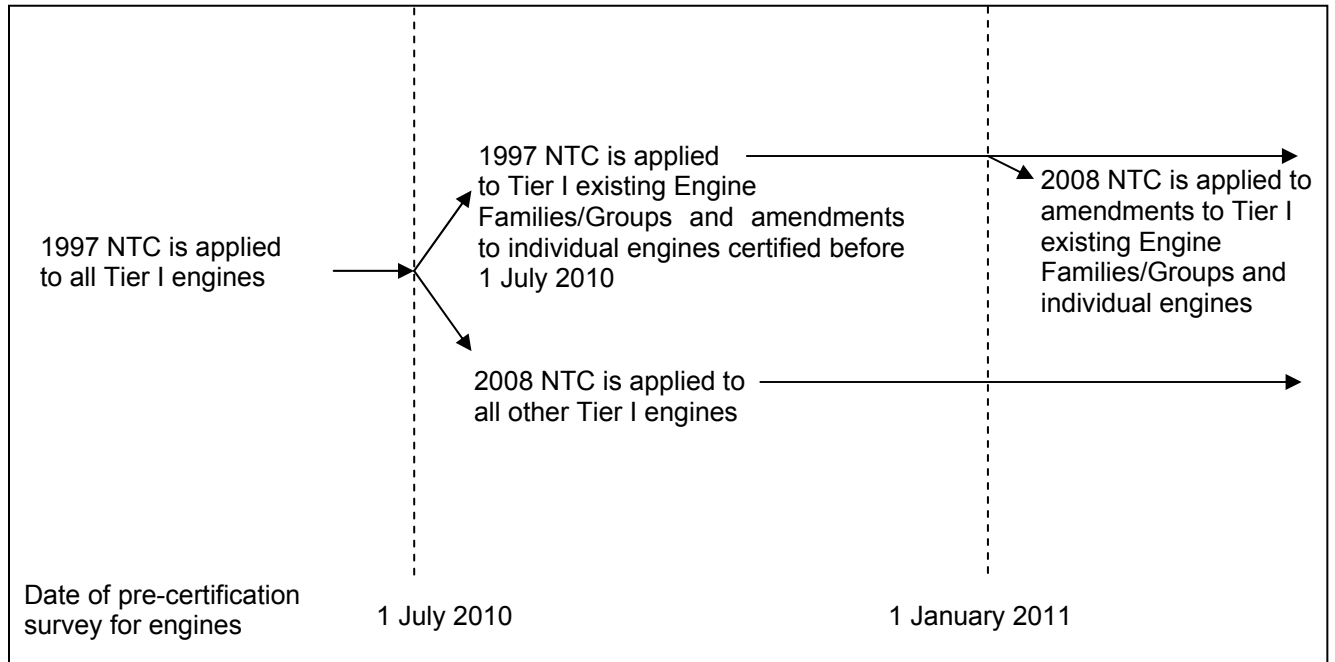 1997 NTC is applied
to all Tier I engines
1997 NTC is applied
to Tier I existing Engine
Families/Groups and amendments
to individual engines certified before
1 July 2010
2008 NTC is applied to
amendments to Tier I
existing Engine
Families/Groups and
individual engines
2008 NTC is applied to
all other Tier I engines
Date of pre-certification
survey for engines
1 July 2010
1 January 2011